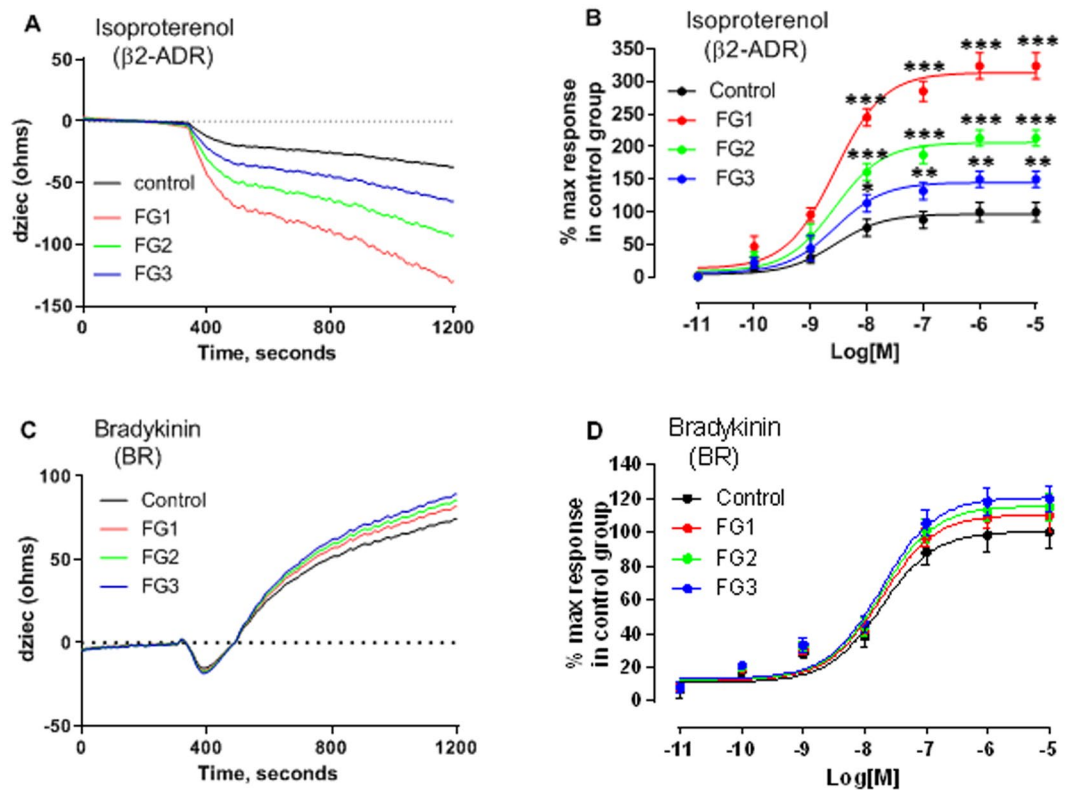 A
Isoproterenol
(β2-ADR)
50
0
-50
-100
-150
dziec (ohms)
control
FG1
FG2
FG3
0
400
800
1200
Time, seconds
B
Isoproterenol
(β2-ADR)
350
300
250
200
150
100
50
0
% max response
in control group
Control
FG1
FG2
FG3
*** *** *** ***
*** *** *** ***
* ** ** **
-11 -10 -9 -8 -7 -6 -5
Log[M]
C
Bradykinin
(BR)
100
50
0
-50
dziec (ohms)
Control
FG1
FG2
FG3
0
400
800
1200
Time, seconds
D
Bradykinin
(BR)
140
120
100
80
60
40
20
0
% max response
in control group
Control
FG1
FG2
FG3
-11 -10 -9 -8 -7 -6 -5
Log[M]